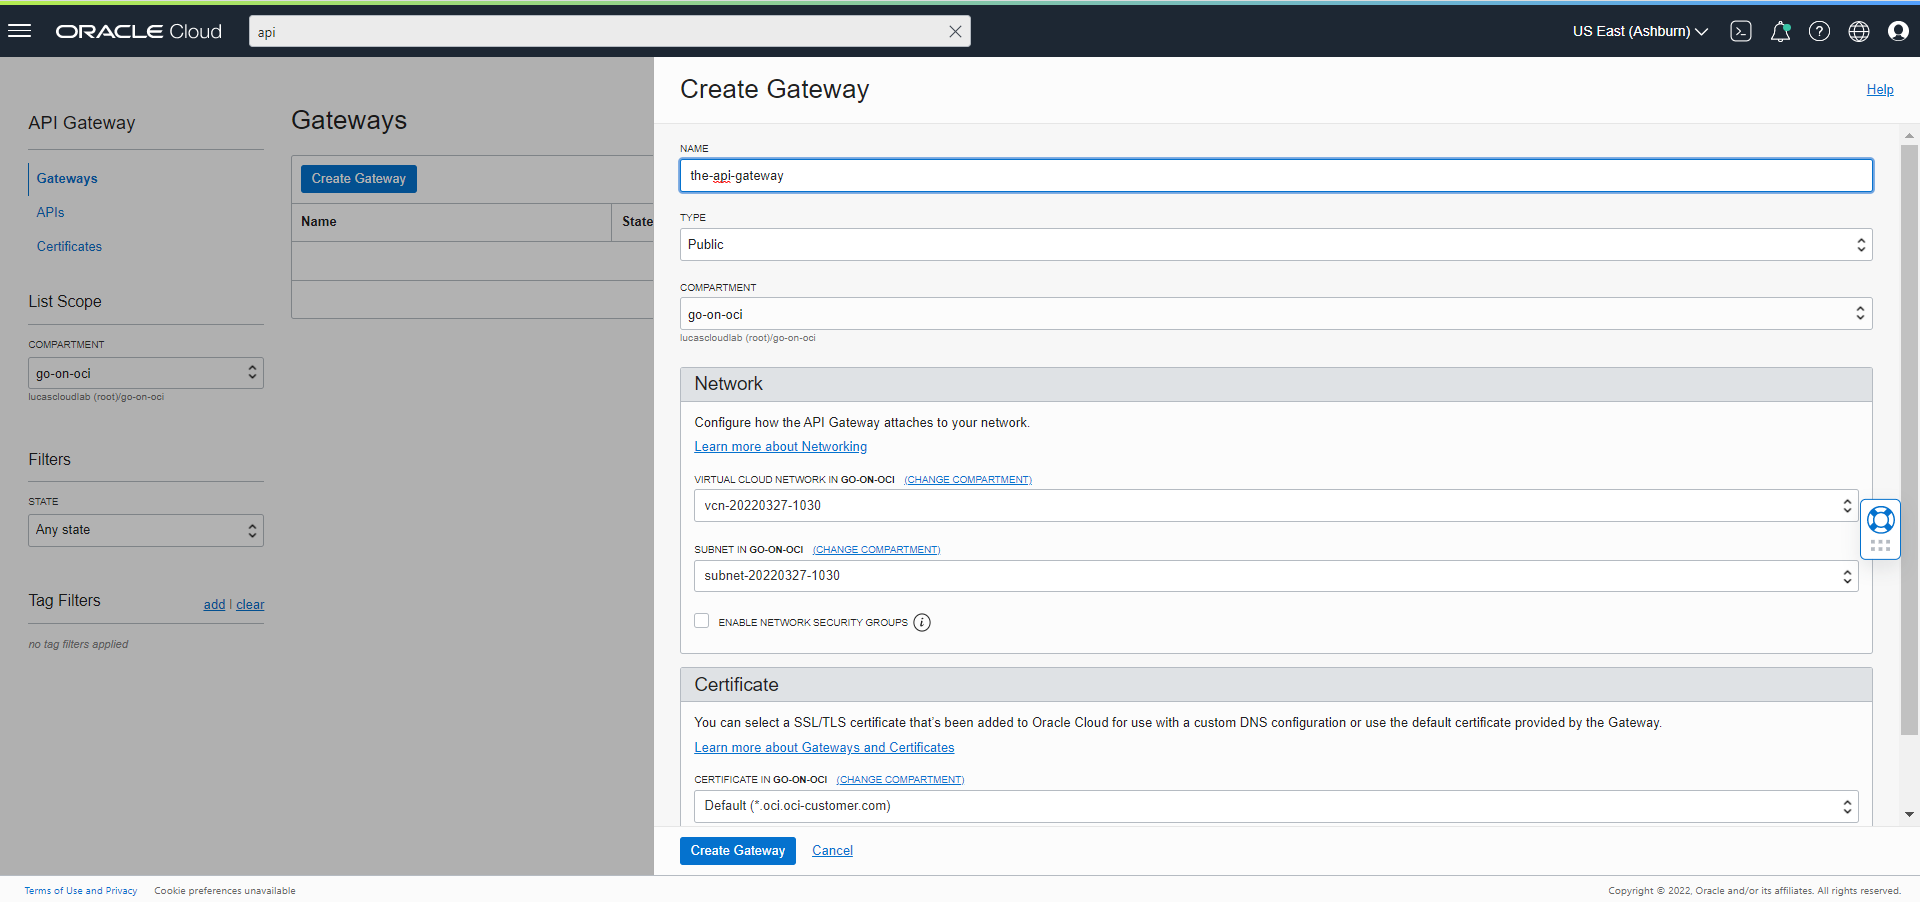 ORACLE Cloud
api
US East (Ashburn)
API Gateway
Gateways
APIs
Certificates
List Scope
COMPARTMENT
go-on-oci
lucascloudlab (root)/go-on-oci
Filters
STATE
Any state
Tag Filters
add | clear
no tag filters applied
Gateways
Create Gateway
Name State
Create Gateway
Help
NAME
the-api-gateway
TYPE
Public
COMPARTMENT
go-on-oci
lucascloudlab (root)/go-on-oci
Network
Configure how the API Gateway attaches to your network.
Learn more about Networking
VIRTUAL CLOUD NETWORK IN GO-ON-OCI (CHANGE COMPARTMENT)
vcn-20220327-1030
SUBNET IN GO-ON-OCI (CHANGE COMPARTMENT)
subnet-20220327-1030
ENABLE NETWORK SECURITY GROUPS i
Certificate
You can select a SSL/TLS certificate that's been added to Oracle Cloud for use with a custom DNS configuration or use the default certificate provided by the Gateway.
Learn more about Gateways and Certificates
CERTIFICATE IN GO-ON-OCI (CHANGE COMPARTMENT)
Default (*.oci.oci-customer.com)
Create Gateway Cancel
Terms of Use and Privacy Cookie preferences unavailable
Copyright © 2022, Oracle and/or its affiliates. All rights reserved.